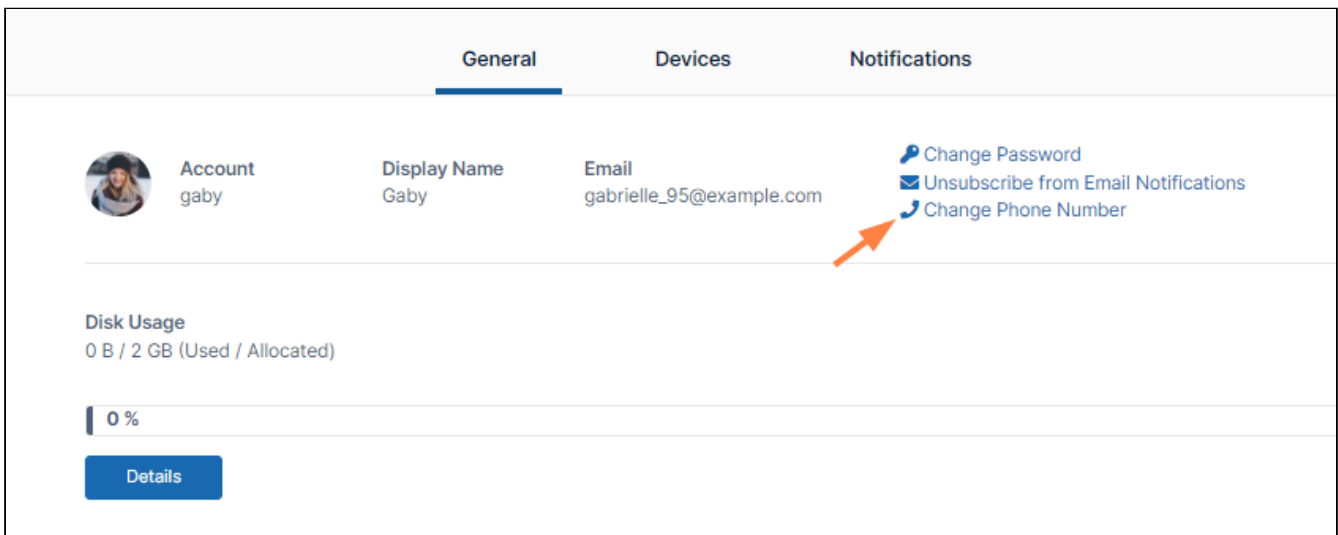 General Devices Notifications
Account Display Name Email
gaby Gaby gabrielle_95@example.com
Change Password
Unsubscribe from Email Notifications
Change Phone Number
Disk Usage
0 B / 2 GB (Used / Allocated)
0 %
Details